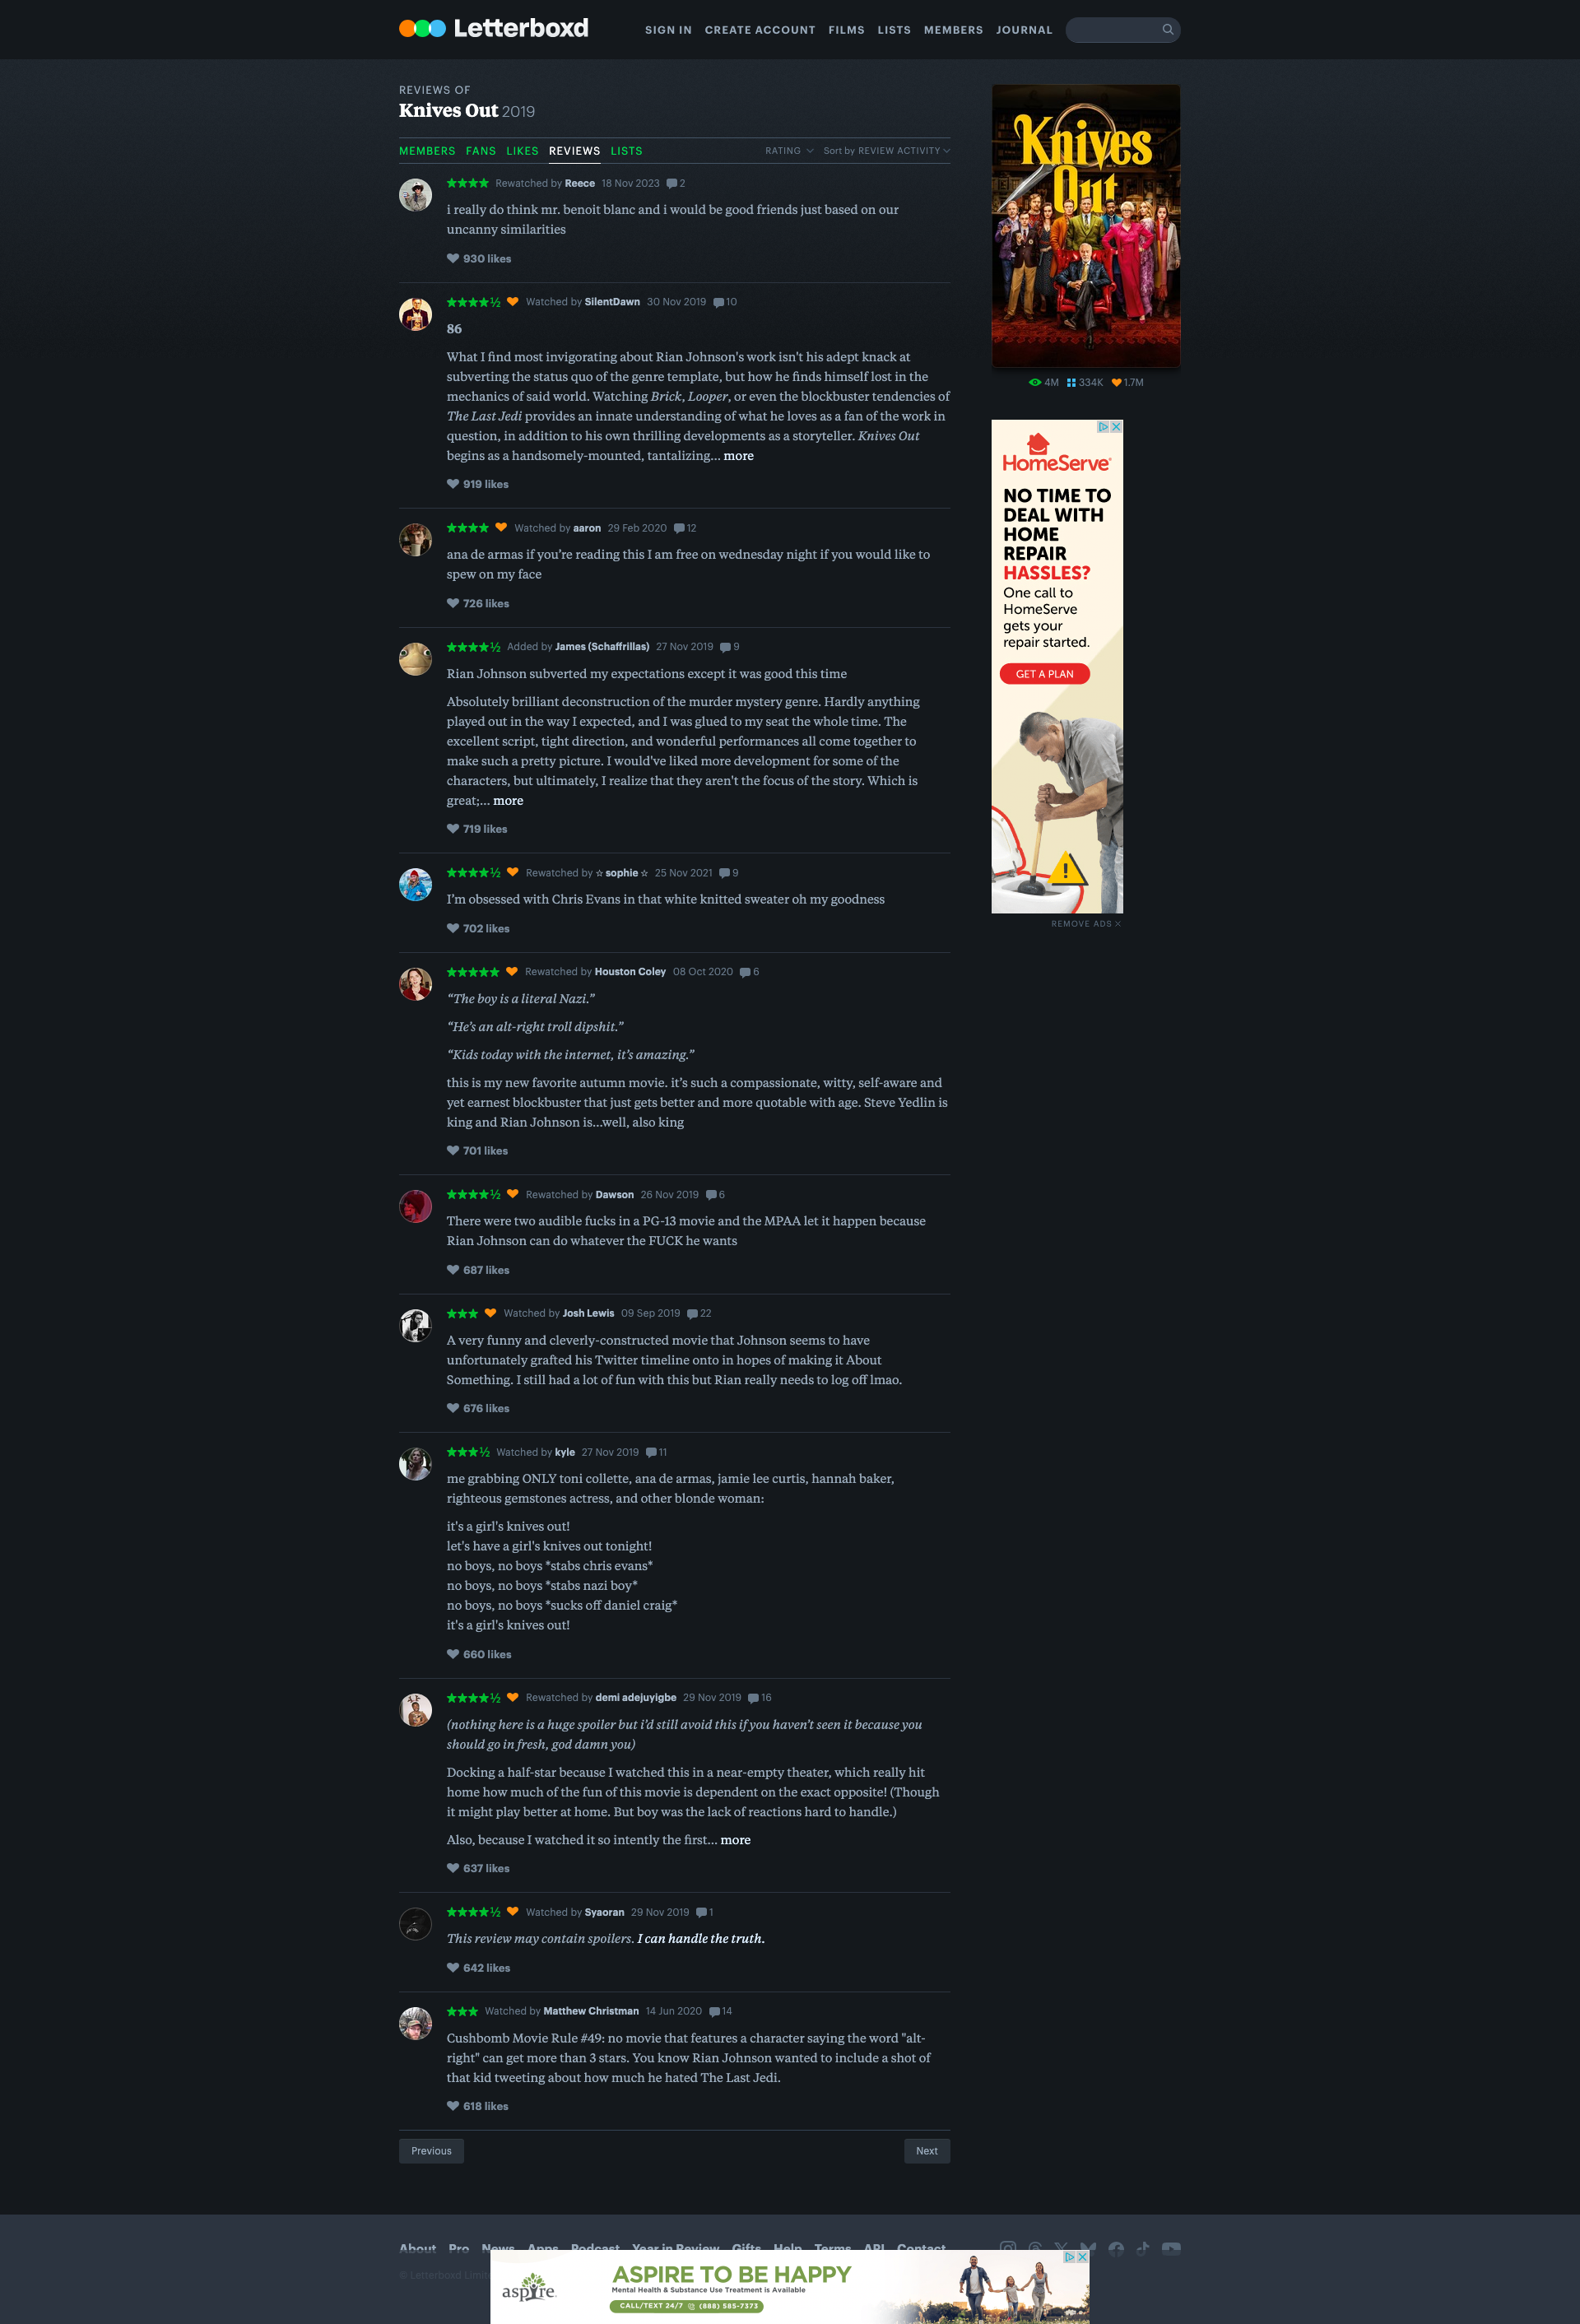 Letterboxd
SIGN IN CREATE ACCOUNT FILMS LISTS MEMBERS JOURNAL
REVIEWS OF
Knives Out 2019
MEMBERS FANS LIKES REVIEWS LISTS
RATING Sort by REVIEW ACTIVITY
★★★★ Rewatched by Reece 18 Nov 2023 2
i really do think mr. benoit blanc and i would be good friends just based on our
uncanny similarities
930 likes
★★★★½ Watched by SilentDawn 30 Nov 2019 10
86
What I find most invigorating about Rian Johnson's work isn't his adept knack at
subverting the status quo of the genre template, but how he finds himself lost in the
mechanics of said world. Watching Brick, Looper, or even the blockbuster tendencies of
The Last Jedi provides an innate understanding of what he loves as a fan of the work in
question, in addition to his own thrilling developments as a storyteller. Knives Out
begins as a handsomely-mounted, tantalizing... more
919 likes
★★★★ Watched by aaron 29 Feb 2020 12
ana de armas if you’re reading this I am free on wednesday night if you would like to
spew on my face
726 likes
★★★★½ Added by James (Schaffrillas) 27 Nov 2019 9
Rian Johnson subverted my expectations except it was good this time
Absolutely brilliant deconstruction of the murder mystery genre. Hardly anything
played out in the way I expected, and I was glued to my seat the whole time. The
excellent script, tight direction, and wonderful performances all come together to
make such a pretty picture. I would've liked more development for some of the
characters, but ultimately, I realize that they aren't the focus of the story. Which is
great;... more
719 likes
★★★★½ Rewatched by ☆ sophie ☆ 25 Nov 2021 9
I’m obsessed with Chris Evans in that white knitted sweater oh my goodness
702 likes
★★★★★ Rewatched by Houston Coley 08 Oct 2020 6
“The boy is a literal Nazi.”
“He’s an alt-right troll dipshit.”
“Kids today with the internet, it’s amazing.”
this is my new favorite autumn movie. it’s such a compassionate, witty, self-aware and
yet earnest blockbuster that just gets better and more quotable with age. Steve Yedlin is
king and Rian Johnson is...well, also king
701 likes
★★★★½ Rewatched by Dawson 26 Nov 2019 6
There were two audible fucks in a PG-13 movie and the MPAA let it happen because
Rian Johnson can do whatever the FUCK he wants
687 likes
★★★ Watched by Josh Lewis 09 Sep 2019 22
A very funny and cleverly-constructed movie that Johnson seems to have
unfortunately grafted his Twitter timeline onto in hopes of making it About
Something. I still had a lot of fun with this but Rian really needs to log off lmao.
676 likes
★★★½ Watched by kyle 27 Nov 2019 11
me grabbing ONLY toni collette, ana de armas, jamie lee curtis, hannah baker,
righteous gemstones actress, and other blonde woman:
it's a girl's knives out!
let's have a girl's knives out tonight!
no boys, no boys *stabs chris evans*
no boys, no boys *stabs nazi boy*
no boys, no boys *sucks off daniel craig*
it's a girl's knives out!
660 likes
★★★★½ Rewatched by demi adejuyigbe 29 Nov 2019 16
(nothing here is a huge spoiler but i’d still avoid this if you haven’t seen it because you
should go in fresh, god damn you)
Docking a half-star because I watched this in a near-empty theater, which really hit
home how much of the fun of this movie is dependent on the exact opposite! (Though
it might play better at home. But boy was the lack of reactions hard to handle.)
Also, because I watched it so intently the first... more
637 likes
★★★★½ Watched by Syaoran 29 Nov 2019 1
This review may contain spoilers. I can handle the truth.
642 likes
★★★ Watched by Matthew Christman 14 Jun 2020 14
Cushbomb Movie Rule #49: no movie that features a character saying the word "alt-
right" can get more than 3 stars. You know Rian Johnson wanted to include a shot of
that kid tweeting about how much he hated The Last Jedi.
618 likes
Previous Next
Knives
Out
4M 334K 1.7M
HomeServe
NO TIME TO
DEAL WITH
HOME
REPAIR
HASSLES?
One call to
HomeServe
gets your
repair started.
GET A PLAN
REMOVE ADS
About Pro News Apps Podcast Year in Review Gifts Help Terms API Contact
© Letterboxd
aspire
ASPIRE TO BE HAPPY
Mental Health & Substance Use Treatment is Available
CALL/TEXT 24/7 (888) 585-7373